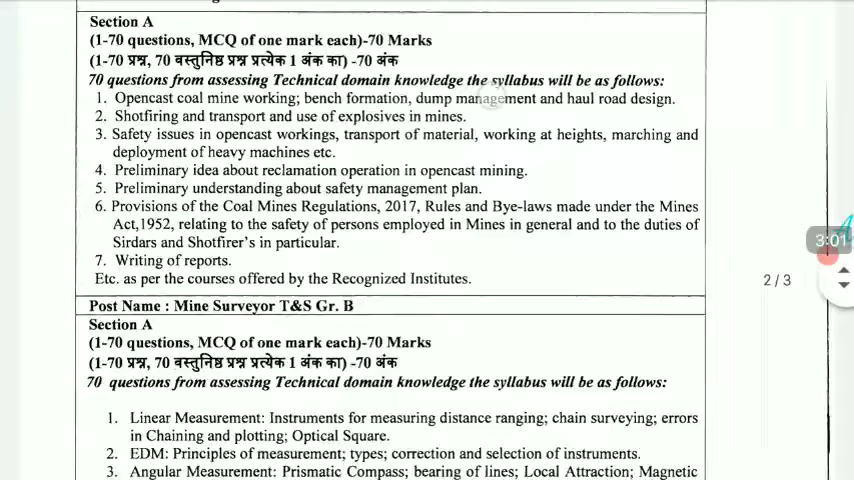 Section A
(1-70 questions, MCQ of one mark each)-70 Marks
(1-70 प्रश्न, 70 वस्तुनिष्ठ प्रश्न प्रत्येक 1 अंक का) -70 अंक
70 questions from assessing Technical domain knowledge the syllabus will be as follows:
1. Opencast coal mine working; bench formation, dump management and haul road design.
2. Shotfiring and transport and use of explosives in mines.
3. Safety issues in opencast workings, transport of material, working at heights, marching and
deployment of heavy machines etc.
4. Preliminary idea about reclamation operation in opencast mining.
5. Preliminary understanding about safety management plan.
6. Provisions of the Coal Mines Regulations, 2017, Rules and Bye-laws made under the Mines
Act,1952, relating to the safety of persons employed in Mines in general and to the duties of
Sirdars and Shotfirer's in particular.
7. Writing of reports.
Etc. as per the courses offered by the Recognized Institutes.
3:01
2 / 3
Post Name : Mine Surveyor T&S Gr. B
Section A
(1-70 questions, MCQ of one mark each)-70 Marks
(1-70 प्रश्न, 70 वस्तुनिष्ठ प्रश्न प्रत्येक 1 अंक का) -70 अंक
70 questions from assessing Technical domain knowledge the syllabus will be as follows:
1. Linear Measurement: Instruments for measuring distance ranging; chain surveying; errors
in Chaining and plotting; Optical Square.
2. EDM: Principles of measurement; types; correction and selection of instruments.
3. Angular Measurement: Prismatic Compass; bearing of lines; Local Attraction; Magnetic